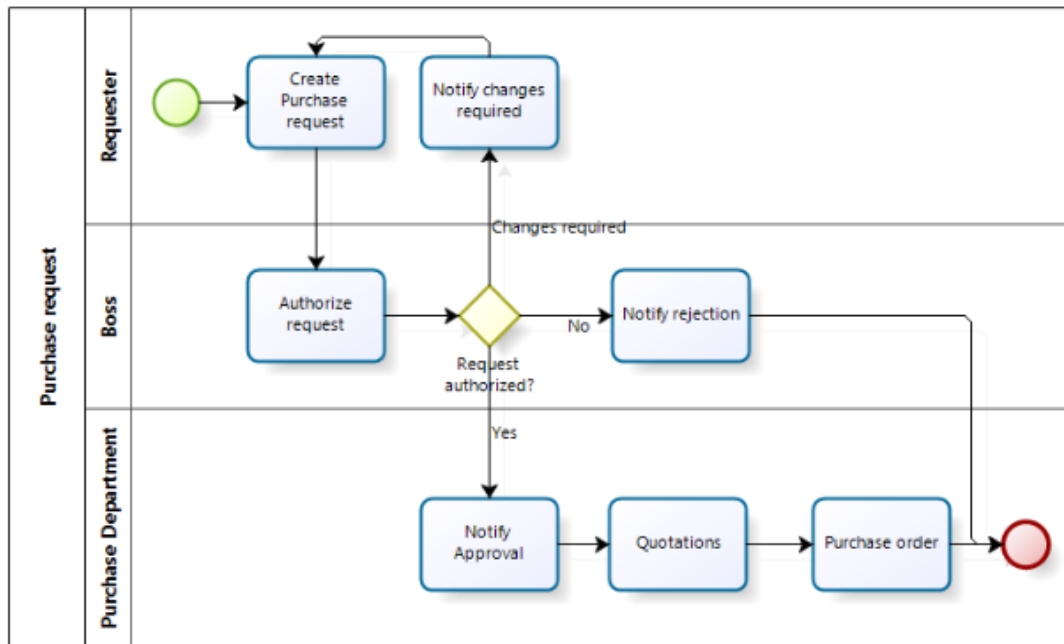 Purchase request
Requester
Create
Purchase
request
Notify changes
required
Changes required
Boss
Authorize
request
Request
authorized?
No
Notify rejection
Yes
Purchase Department
Notify
Approval
Quotations
Purchase order